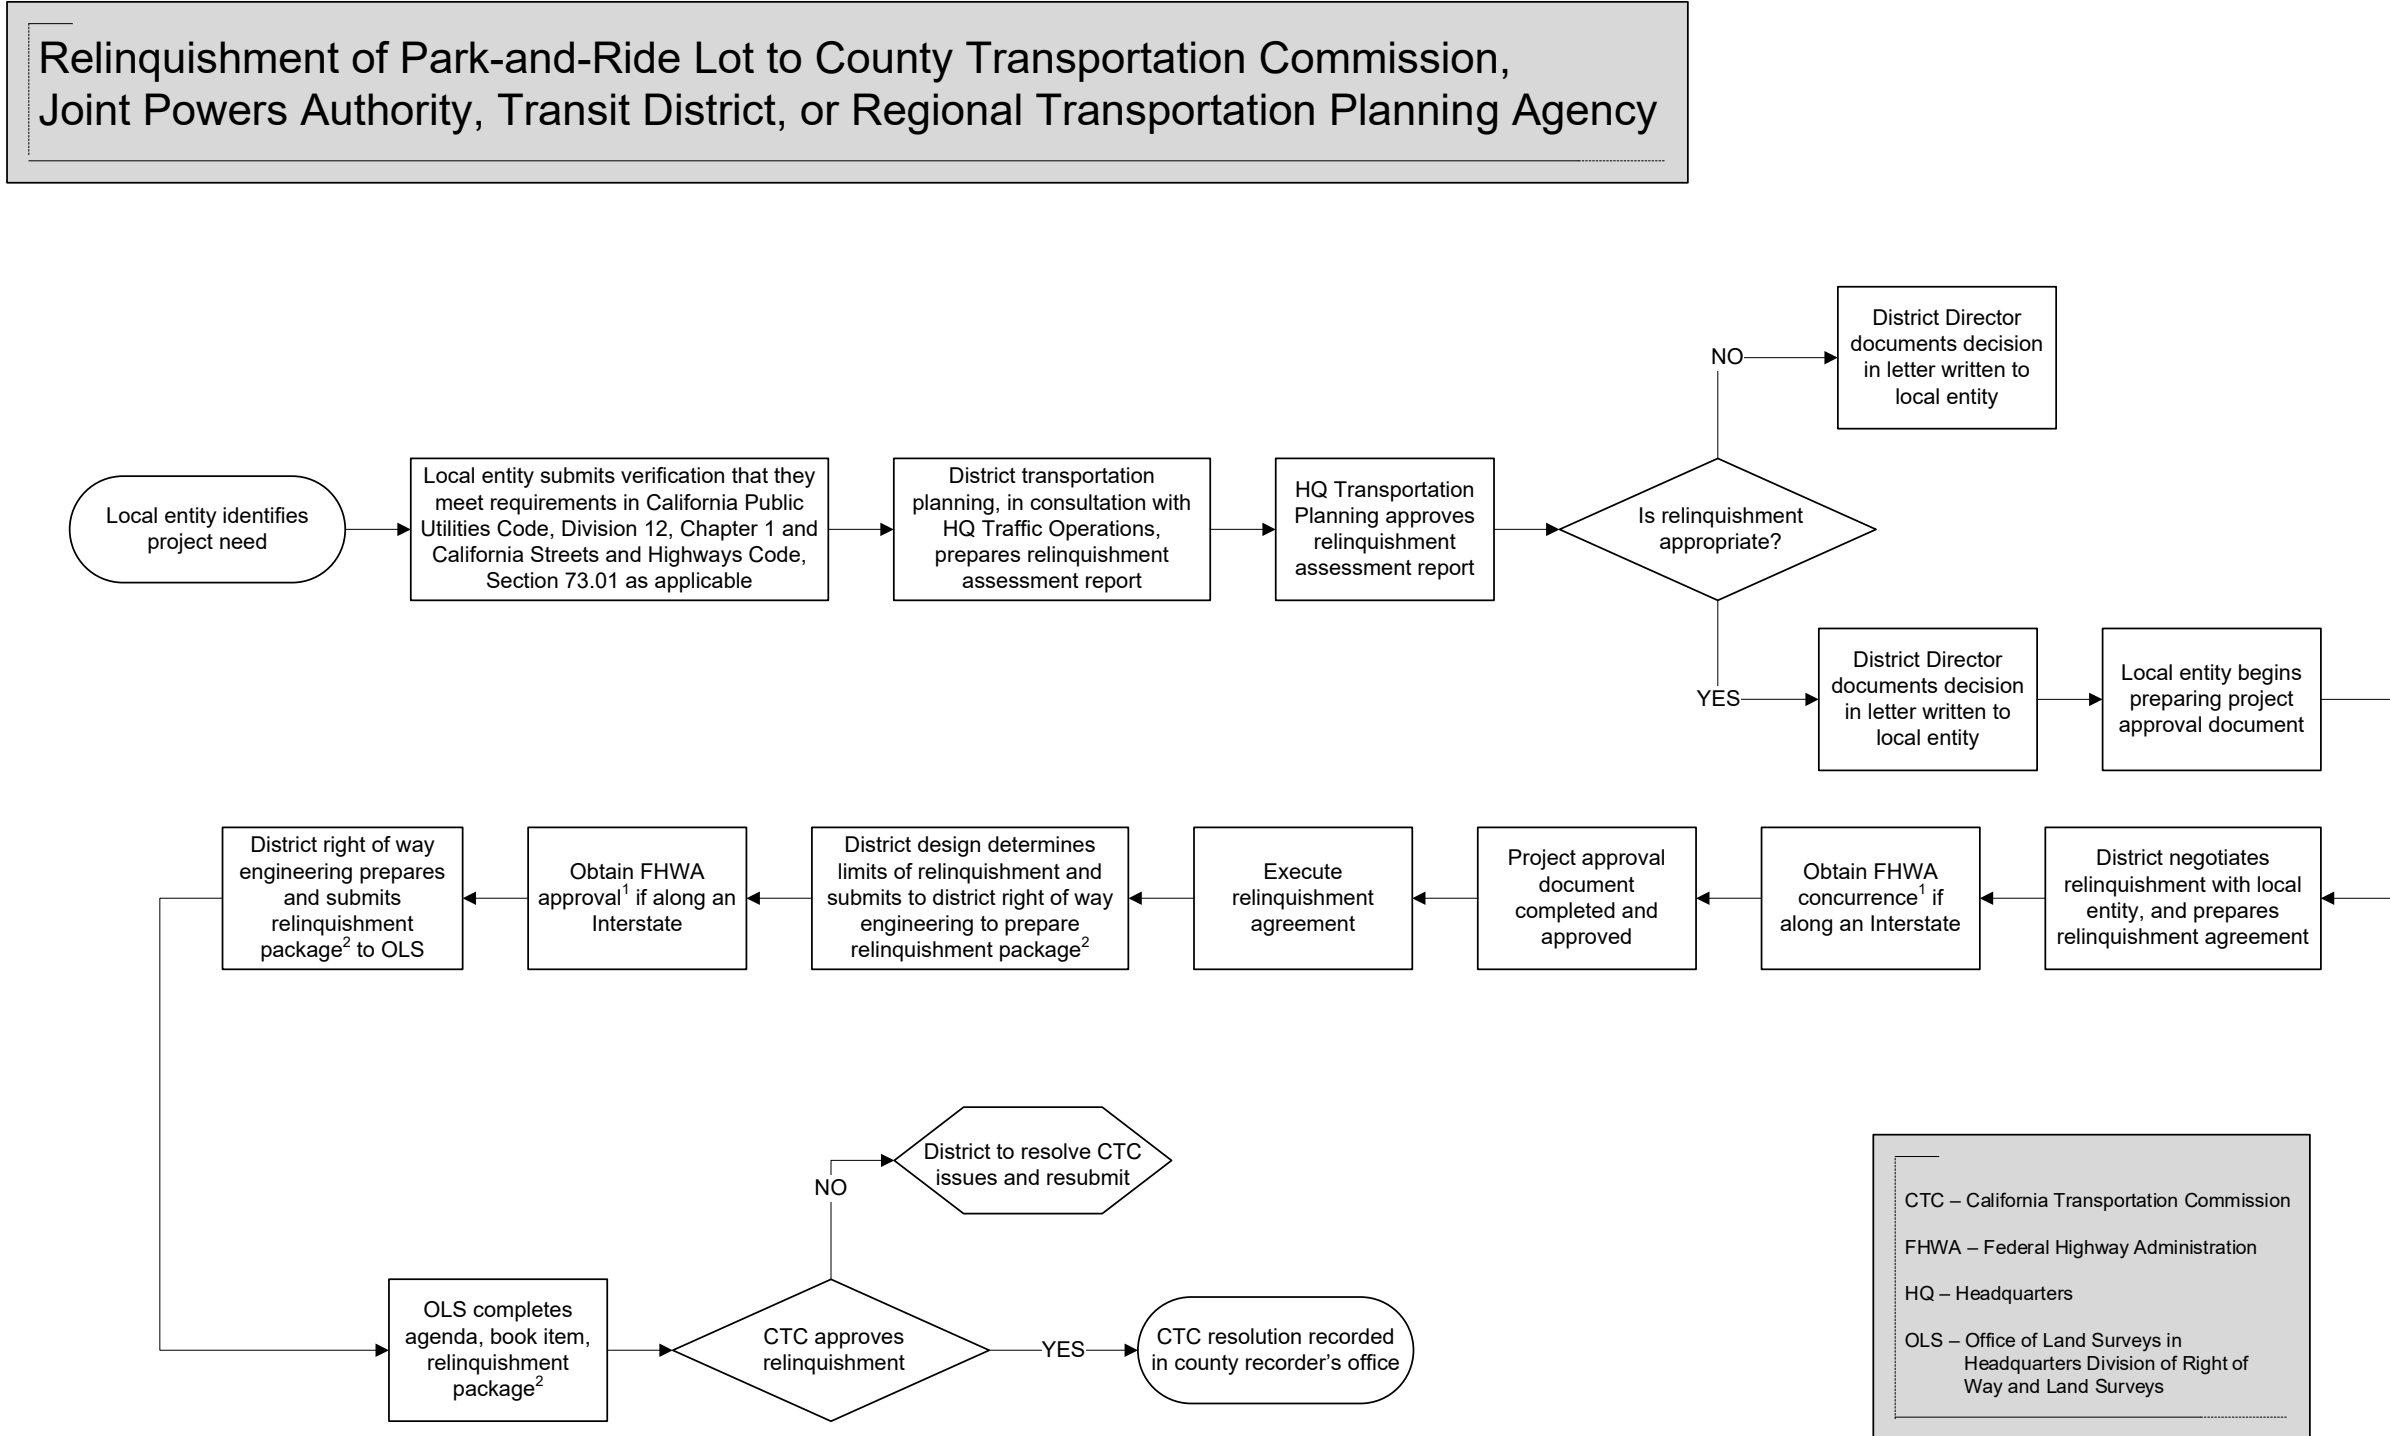 Relinquishment of Park-and-Ride Lot to County Transportation Commission,
Joint Powers Authority, Transit District, or Regional Transportation Planning Agency
District Director
documents decision
in letter written to
local entity
NO
Local entity identifies
project need
Local entity submits verification that they
meet requirements in California Public
Utilities Code, Division 12, Chapter 1 and
California Streets and Highways Code,
Section 73.01 as applicable
District transportation
planning, in consultation with
HQ Traffic Operations,
prepares relinquishment
assessment report
HQ Transportation
Planning approves
relinquishment
assessment report
Is relinquishment
appropriate?
YES
District Director
documents decision
in letter written to
local entity
Local entity begins
preparing project
approval document
District negotiates
relinquishment with local
entity, and prepares
relinquishment agreement
Obtain FHWA
concurrence1 if
along an Interstate
Project approval
document
completed and
approved
Execute
relinquishment
agreement
District design determines
limits of relinquishment and
submits to district right of way
engineering to prepare
relinquishment package2
Obtain FHWA
approval1 if along an
Interstate
District right of way
engineering prepares
and submits
relinquishment
package2 to OLS
OLS completes
agenda, book item,
relinquishment
package2
CTC approves
relinquishment
NO
District to resolve CTC
issues and resubmit
YES
CTC resolution recorded
in county recorder’s office
CTC – California Transportation Commission
FHWA – Federal Highway Administration
HQ – Headquarters
OLS – Office of Land Surveys in
Headquarters Division of Right of
Way and Land Surveys